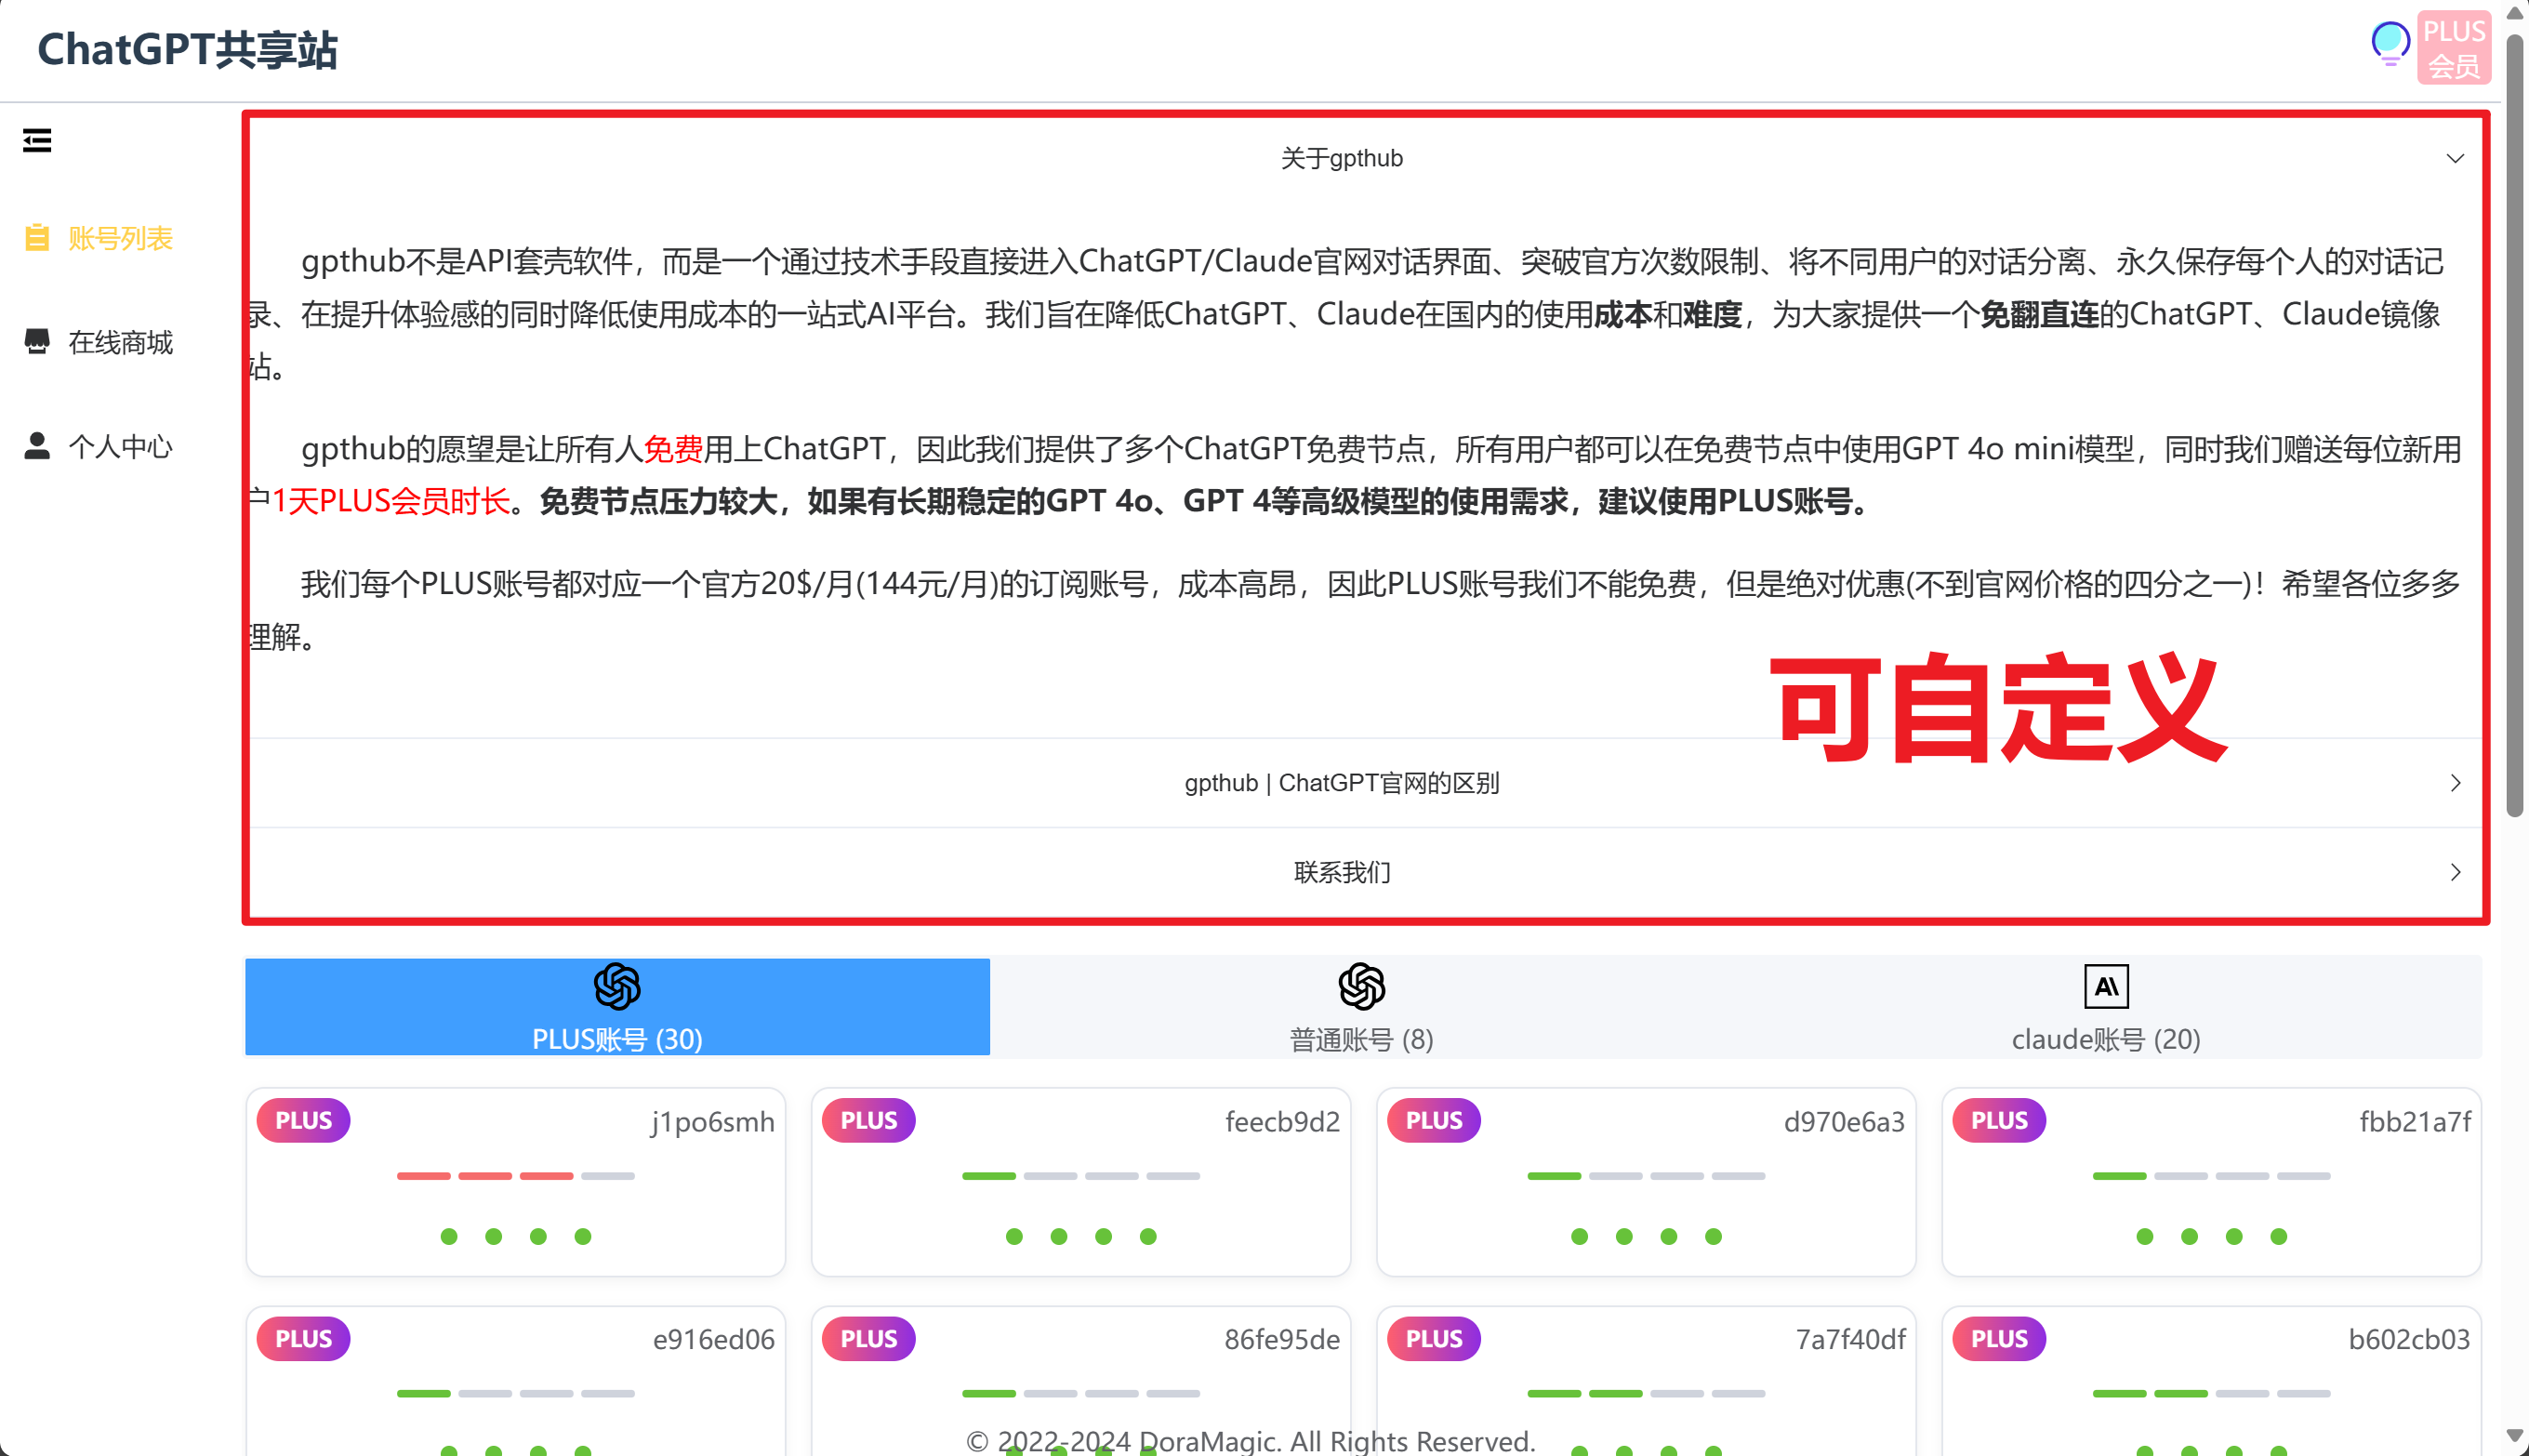 ChatGPT共享站
PLUS
会员
账号列表
在线商城
个人中心
关于gpthub
gpthub不是API套壳软件，而是一个通过技术手段直接进入ChatGPT/Claude官网对话界面、突破官方次数限制、将不同用户的对话分离、永久保存每个人的对话记
录、在提升体验感的同时降低使用成本的一站式AI平台。我们旨在降低ChatGPT、Claude在国内的使用成本和难度，为大家提供一个免翻直连的ChatGPT、Claude镜像
站。
gpthub的愿望是让所有人免费用上ChatGPT，因此我们提供了多个ChatGPT免费节点，所有用户都可以在免费节点中使用GPT 4o mini模型，同时我们赠送每位新用
户1天PLUS会员时长。免费节点压力较大，如果有长期稳定的GPT 4o、GPT 4等高级模型的使用需求，建议使用PLUS账号。
我们每个PLUS账号都对应一个官方20$/月(144元/月)的订阅账号，成本高昂，因此PLUS账号我们不能免费，但是绝对优惠(不到官网价格的四分之一)！希望各位多多
理解。
可自定义
gpthub | ChatGPT官网的区别
联系我们
PLUS账号 (30)
普通账号 (8)
claude账号 (20)
PLUS j1po6smh
PLUS feecb9d2
PLUS d970e6a3
PLUS fbb21a7f
PLUS e916ed06
PLUS 86fe95de
PLUS 7a7f40df
PLUS b602cb03
© 2022-2024 DoraMagic. All Rights Reserved.